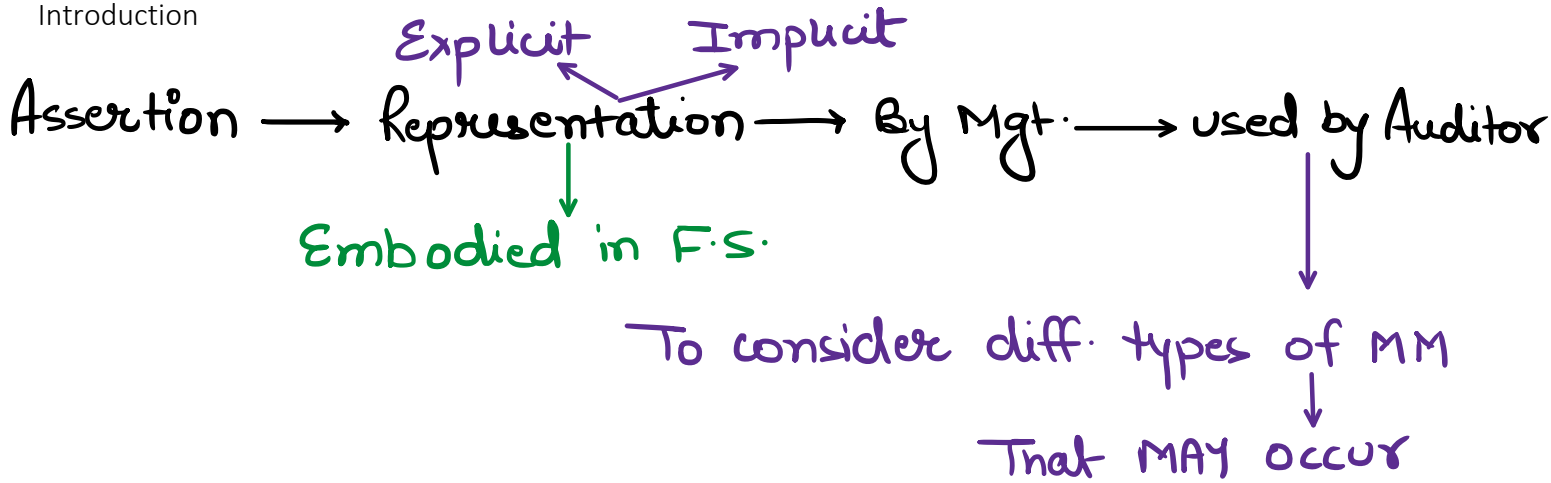 Introduction
Explicit Implicit
Assertion → Representation → By Mgt. → used by Auditor
Embodied in F.S.
To consider diff. types of MM
That MAY occur